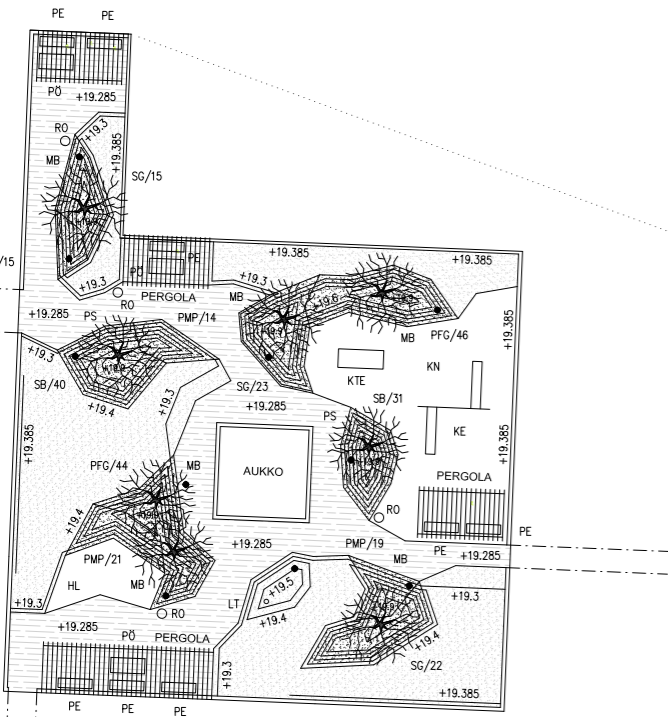 PE PE
PÖ
+19.285
RO
+19.3
+19.385
MB
SG/15
/15
+19.385
+19.385
PE
PÖ
+19.3
+19.3
PERGOLA
MB
+19.6
RO
+19.285
PS
PMP/14
+19.385
MB
PFG/46
+19.3
KTE
KN
SB/40
SG/23
SB/31
+19.4
+19.3
+19.285
PS
KE
+19.385
+19.385
PFG/44
MB
AUKKO
PERGOLA
+19.4
RO
PE
+19.285
PMP/19
PE
+19.285
PMP/21
MB
HL
MB
+19.5
+19.3
+19.3
LT
RO
+19.4
+19.285
PÖ
PERGOLA
+19.4
SG/22
+19.3
+19.385
PE PE PE